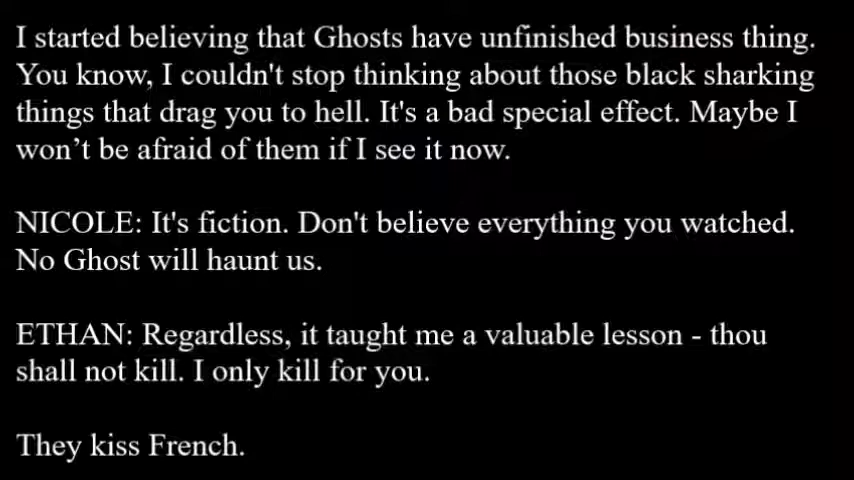 I started believing that Ghosts have unfinished business thing.
You know, I couldn't stop thinking about those black sharking
things that drag you to hell. It's a bad special effect. Maybe I
won’t be afraid of them if I see it now.
NICOLE: It's fiction. Don't believe everything you watched.
No Ghost will haunt us.
ETHAN: Regardless, it taught me a valuable lesson - thou
shall not kill. I only kill for you.
They kiss French.